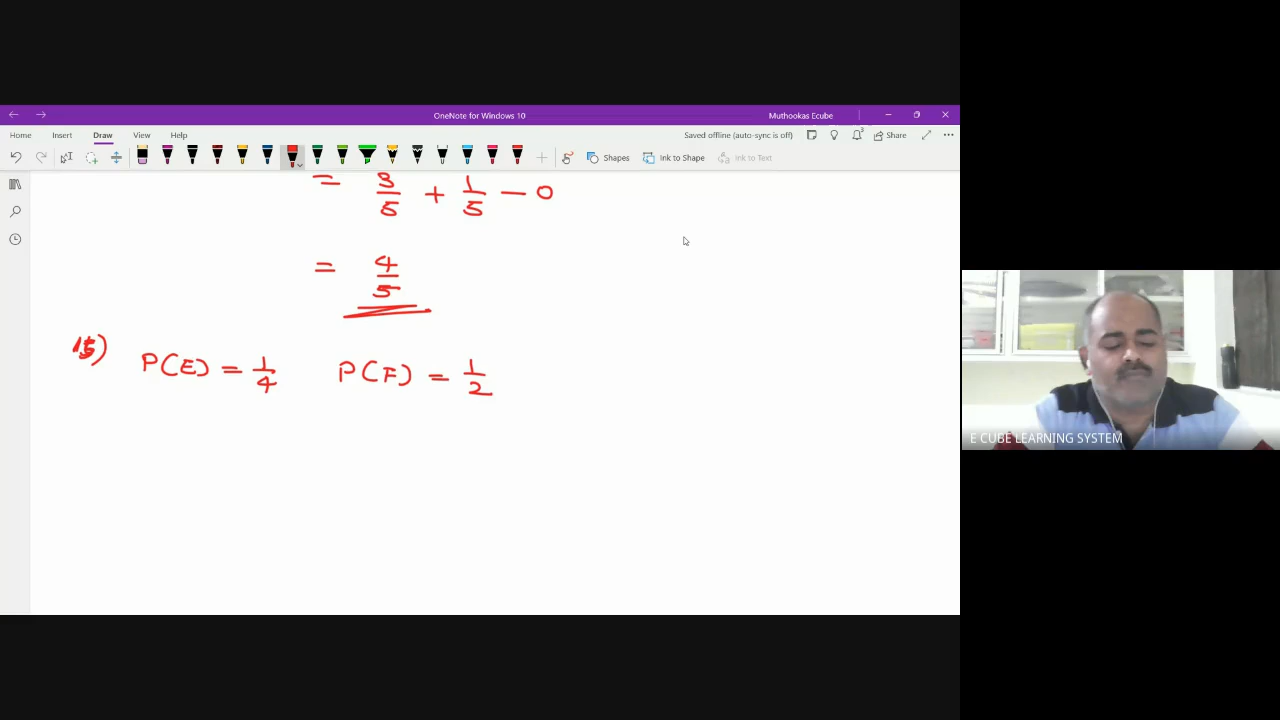 OneNote for Windows 10
Muthookas Ecube
Home Insert Draw View Help
Saved offline (auto-sync is off)
3
Share
Shapes
Ink to Shape
Ink to Text
= 3/5 + 1/5 - 0
= 4/5
15) P(E) = 1/4 P(F) = 1/2
E CUBE LEARNING SYSTEM